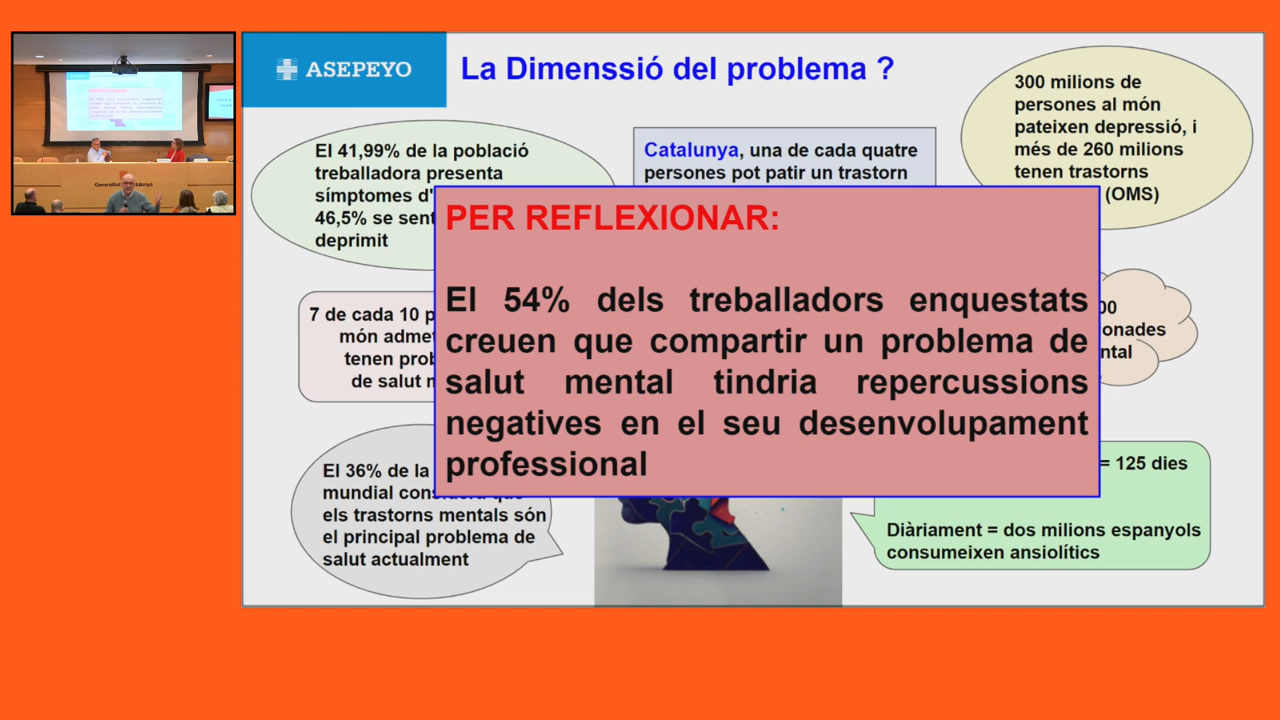 ASEPEYO
La Dimenssió del problema ?
El 41,99% de la població
treballadora presenta
símptomes d'
46,5% se sent
deprimit
Catalunya, una de cada quatre
persones pot patir un trastorn
300 milions de
persones al món
pateixen depressió, i
més de 260 milions
tenen trastorns
(OMS)
PER REFLEXIONAR:
El 54% dels treballadors enquestats
creuen que compartir un problema de
salut mental tindria repercussions
negatives en el seu desenvolupament
professional
7 de cada 10 p
món adme
tenen prob
de salut m
00
onades
ntal
El 36% de la
mundial considera que
els trastorns mentals són
el principal problema de
salut actualment
= 125 dies
Diàriament = dos milions espanyols
consumeixen ansiolítics